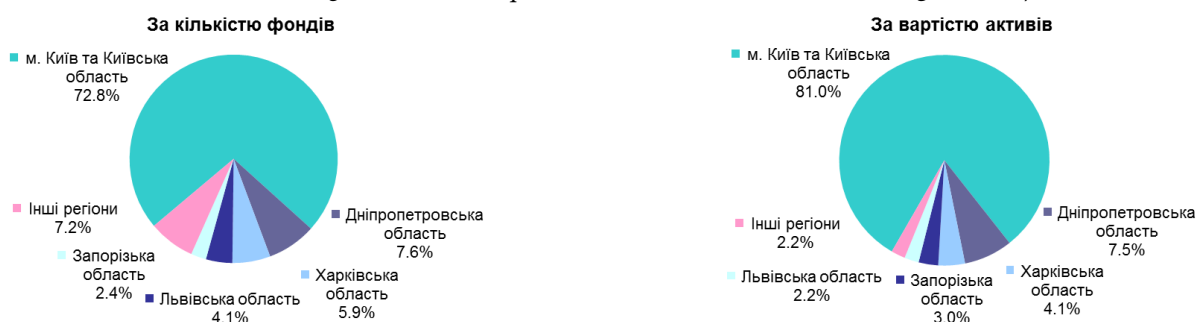 За кількістю фондів
м. Київ та Київська
область
72.8%
Інші регіони
7.2%
Запорізька
область
2.4%
Львівська область
4.1%
Харківська
область
5.9%
Дніпропетровська
область
7.6%
За вартістю активів
м. Київ та Київська
область
81.0%
Інші регіони
2.2%
Львівська область
2.2%
Запорізька
область
3.0%
Харківська
область
4.1%
Дніпропетровська
область
7.5%